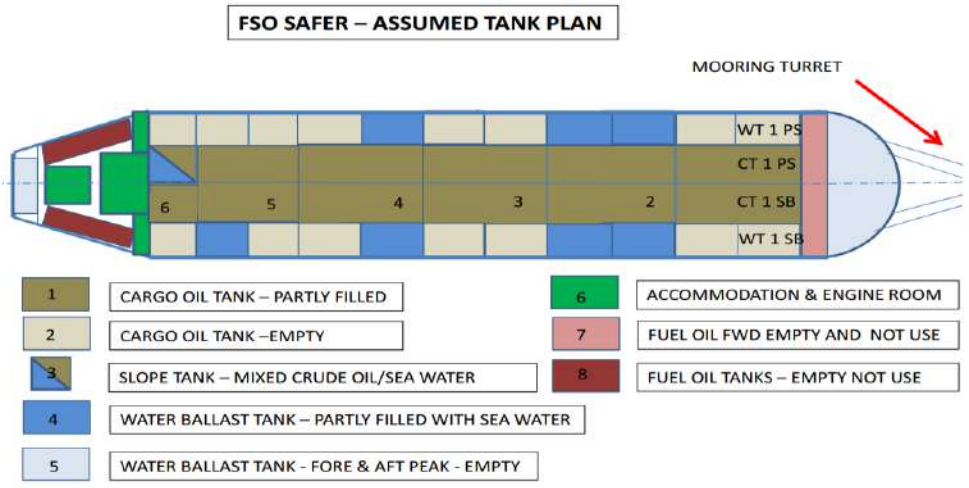 FSO SAFER – ASSUMED TANK PLAN
MOORING TURRET
WT 1 PS
CT 1 PS
6 5 4 3 2 CT 1 SB
WT 1 SB
1 CARGO OIL TANK – PARTLY FILLED
2 CARGO OIL TANK –EMPTY
3 SLOPE TANK – MIXED CRUDE OIL/SEA WATER
4 WATER BALLAST TANK – PARTLY FILLED WITH SEA WATER
5 WATER BALLAST TANK - FORE & AFT PEAK - EMPTY
6 ACCOMMODATION & ENGINE ROOM
7 FUEL OIL FWD EMPTY AND NOT USE
8 FUEL OIL TANKS – EMPTY NOT USE